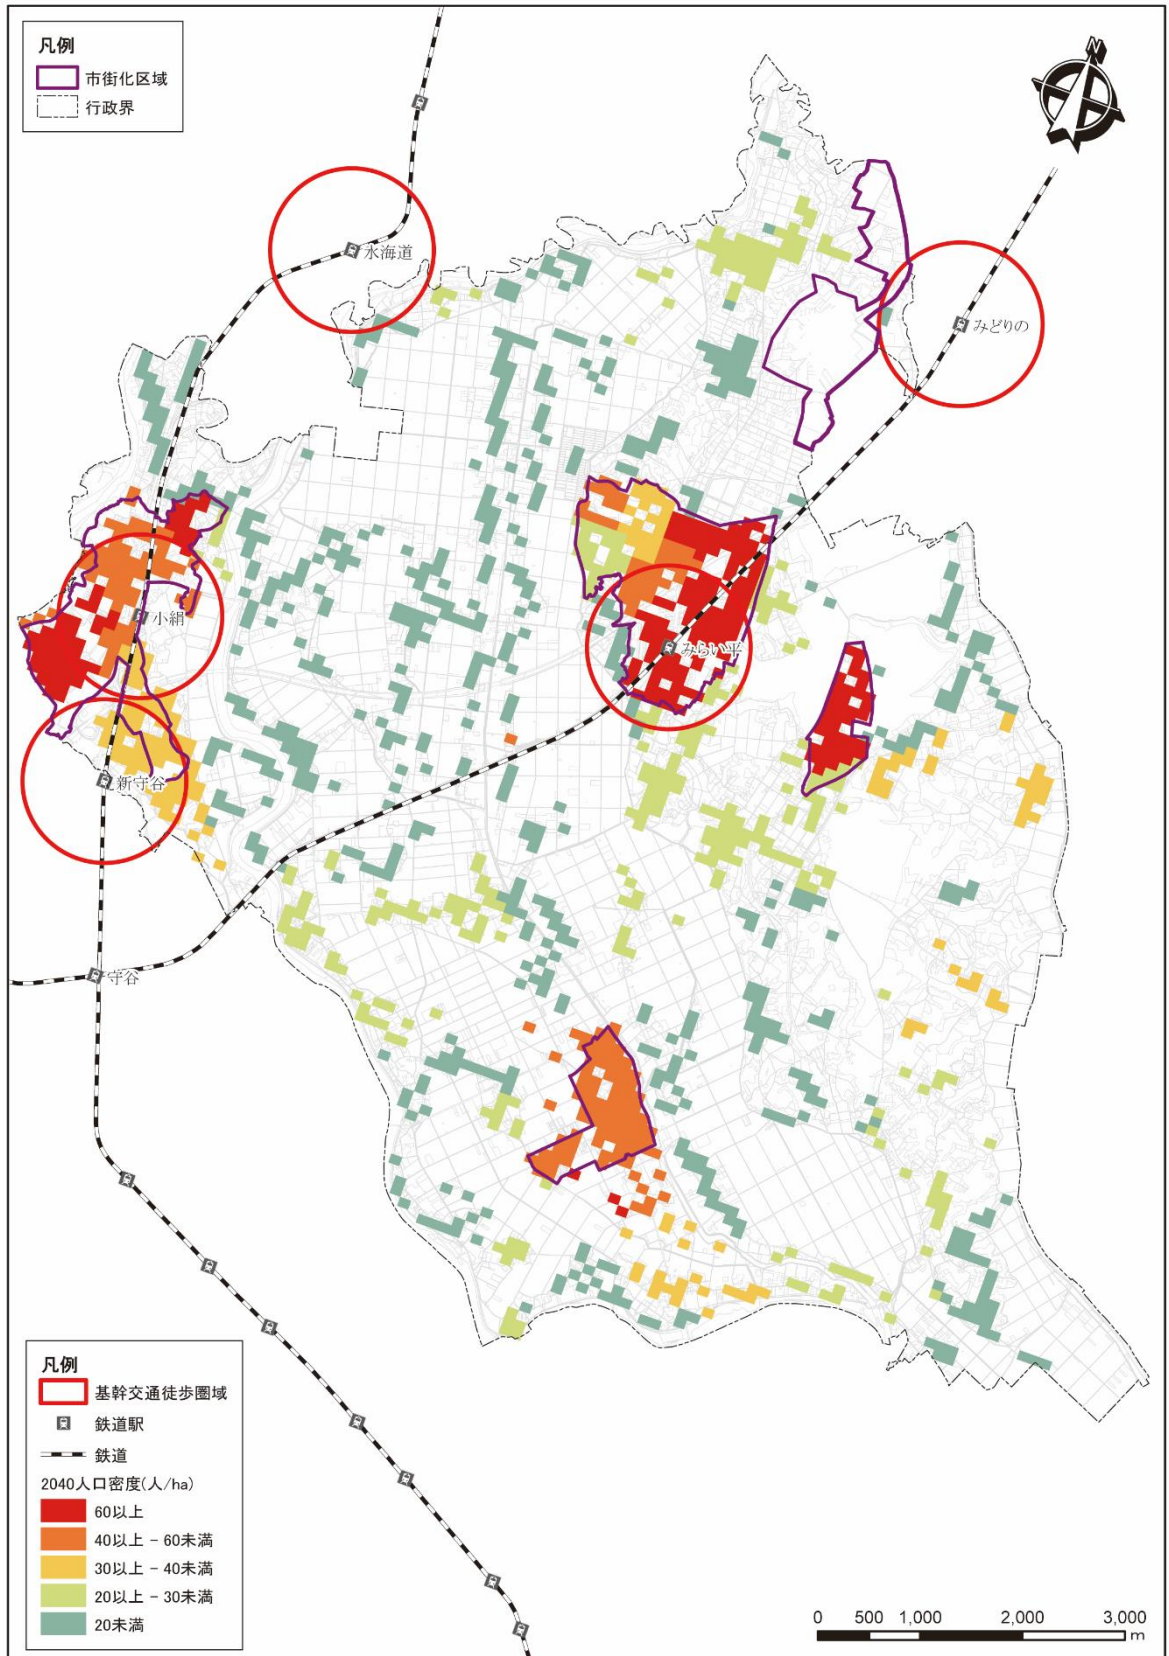 凡例
市街化区域
行政界
N
水海道
みどりの
小絹
みらい平
新守谷
守谷
凡例
基幹交通徒歩圏域
鉄道駅
鉄道
2040人口密度(人/ha)
60以上
40以上 - 60未満
30以上 - 40未満
20以上 - 30未満
20未満
0 500 1,000 2,000 3,000
m